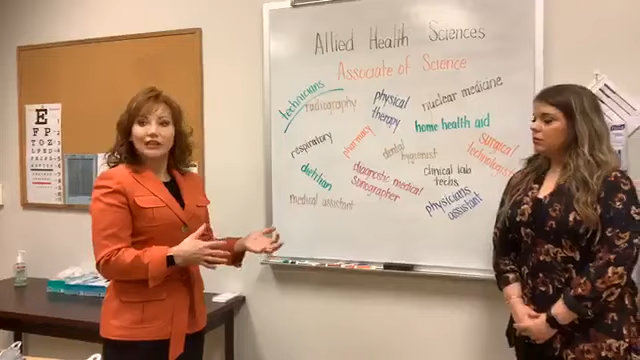 Allied Health Sciences
Associate of Science
technicians
radiography
physical
therapy
nuclear medicine
home health aid
respiratory
pharmacy
dental
hygienist
surgical
technologist
dietitian
diagnostic medical
sonographer
clinical lab
techs
medical assistant
physicians
assistant
E
F P
T O Z
L P E D